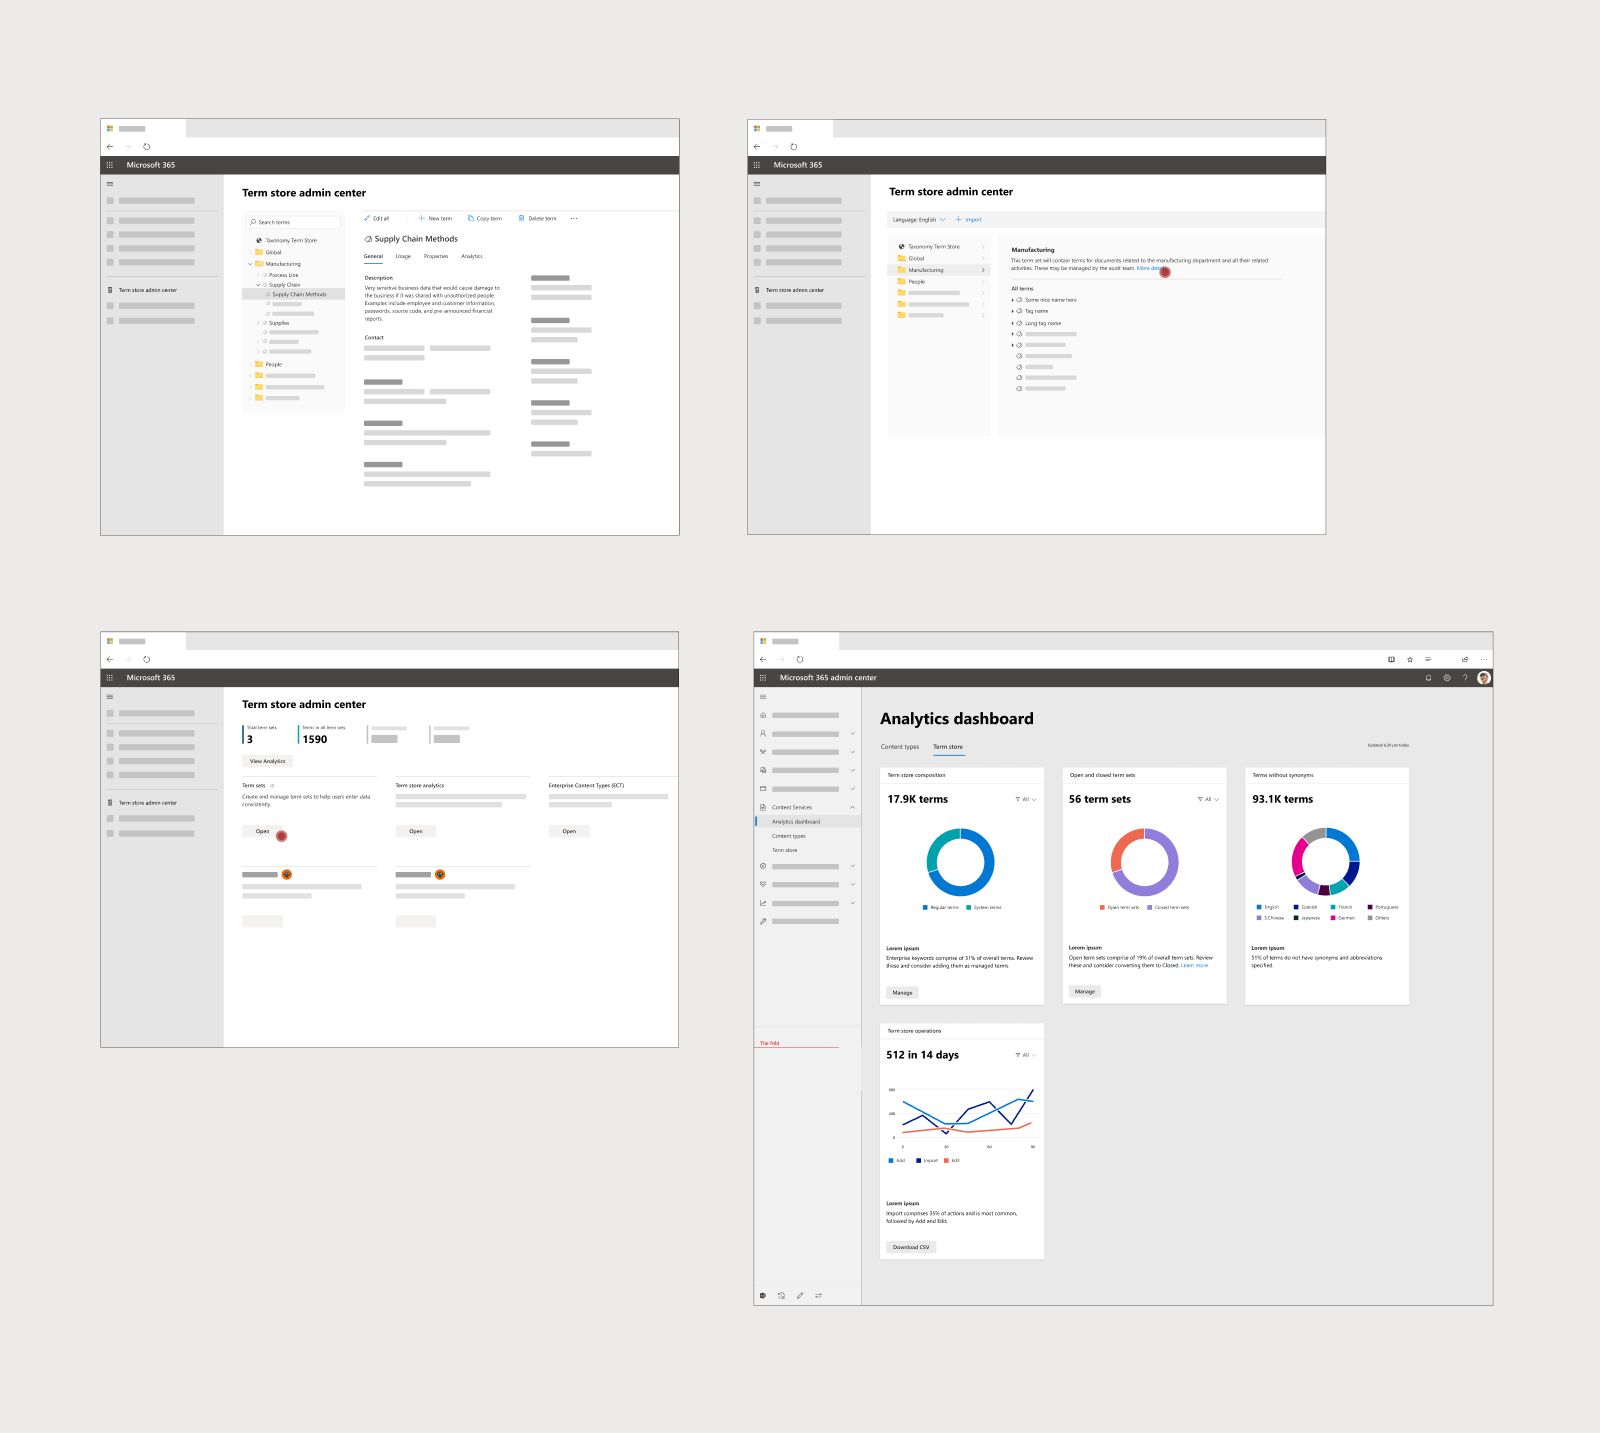 Microsoft 365
Term store admin center
Search terms
Taxonomy Term Store
Global
Manufacturing
Process Line
Supply Chain
Supply Chain Methods
Supplies
People
Term store admin center
Edit all
New term
Copy term
Delete term
Supply Chain Methods
General
Usage
Properties
Analytics
Description
Very sensitive business data that would cause damage to
the business if it was shared with unauthorized people.
Examples include employee and customer information,
passwords, source code, and pre-announced financial
reports.
Contact
Microsoft 365
Term store admin center
Language: English
Import
Taxonomy Term Store
Global
Manufacturing
People
Term store admin center
Manufacturing
This term set will contain terms for documents related to the manufacturing department and all their related
activities. These may be managed by the audit team. More details
All terms
Some nice name here
Tag name
Long tag name
Microsoft 365
Term store admin center
Total term sets
3
Terms in all term sets
1590
View Analytics
Term store admin center
Term sets
Create and manage term sets to help users enter data
consistently.
Open
Term store analytics
Open
Enterprise Content Types (ECT)
Open
Microsoft 365 admin center
Content Services
Analytics dashboard
Content types
Term store
The fold
Analytics dashboard
Content types
Term store
Term store composition
17.9K terms
All
Regular terms
System terms
Lorem ipsum
Enterprise keywords comprise of 31% of overall terms. Review
these and consider adding them as managed terms.
Manage
Open and closed term sets
56 term sets
All
Open term sets
Closed term sets
Lorem ipsum
Open term sets comprise of 19% of overall term sets. Review
these and consider converting them to Closed. Learn more
Manage
Terms without synonyms
93.1K terms
English
Spanish
French
Portuguese
S.Chinese
Japanese
German
Others
Lorem ipsum
51% of terms do not have synonyms and abbreviations
specified.
Term store operations
512 in 14 days
All
400
0
0
30
60
90
Add
Import
Edit
Lorem ipsum
Import comprises 35% of actions and is most common,
followed by Add and Edit.
Download CSV